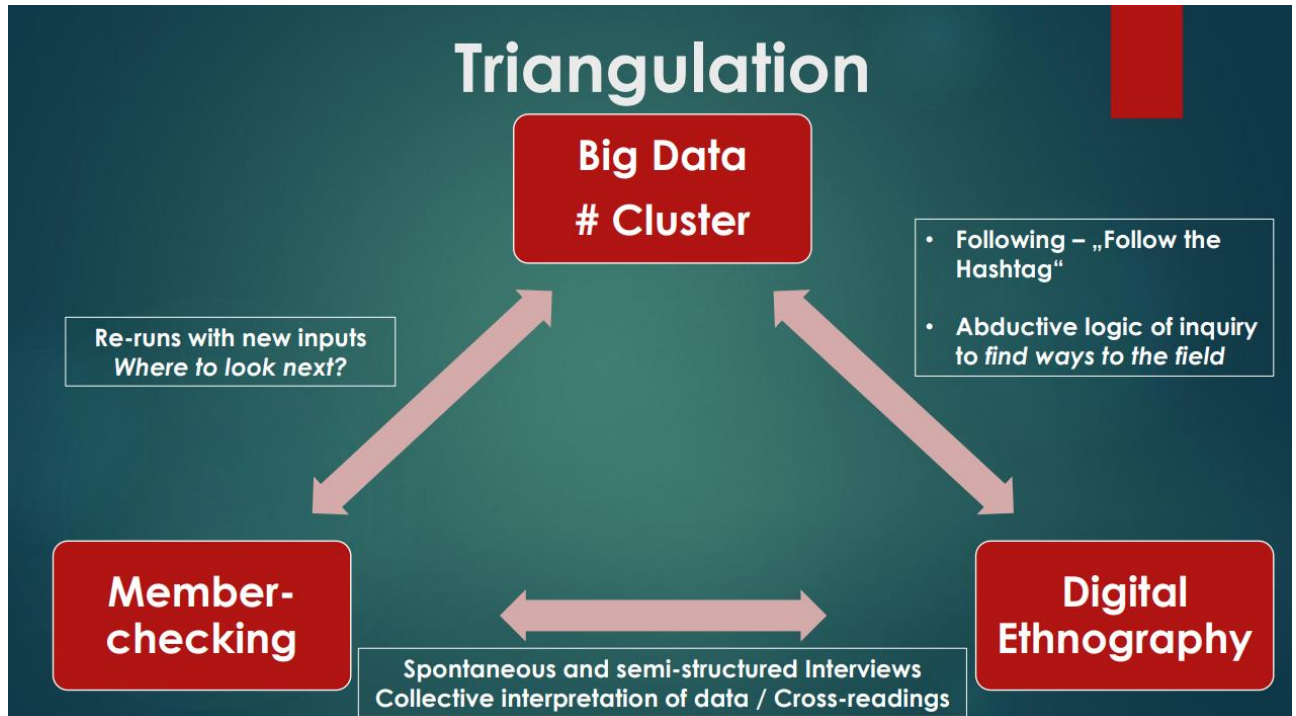 Triangulation
Big Data
# Cluster
• Following – „Follow the
Hashtag“
• Abductive logic of inquiry
to find ways to the field
Re-runs with new inputs
Where to look next?
Member-
checking
Digital
Ethnography
Spontaneous and semi-structured Interviews
Collective interpretation of data / Cross-readings